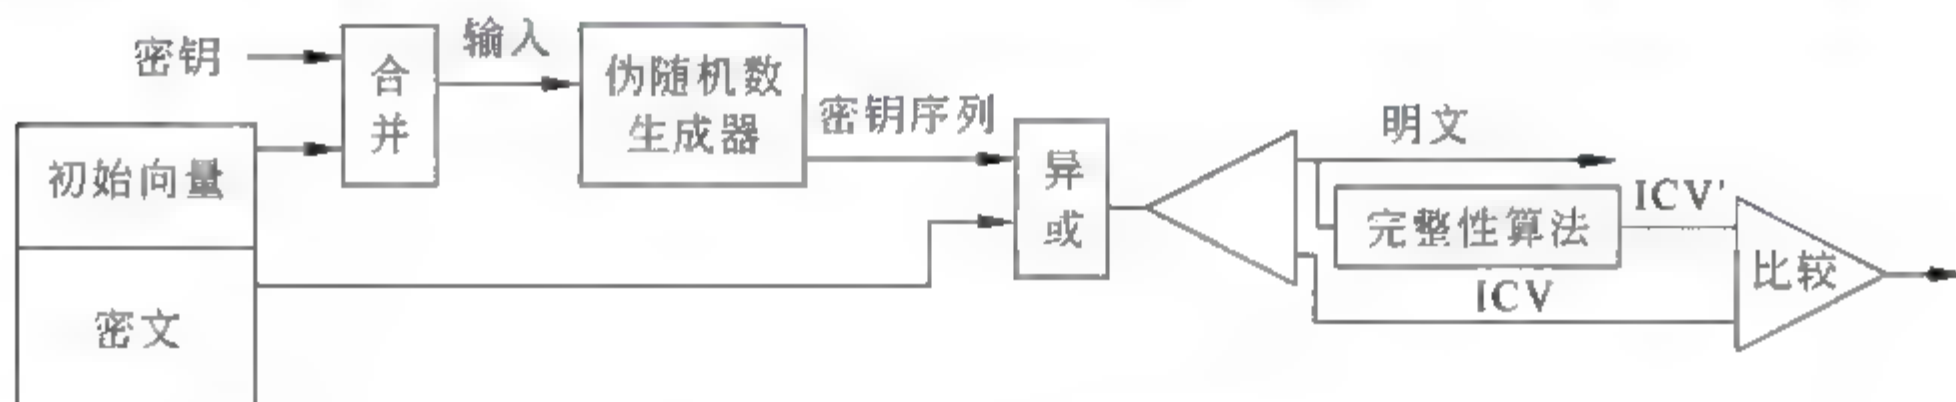 密钥
合并
输入
伪随机数
生成器
密钥序列
初始向量
密文
异或
明文
完整性算法
ICV'
ICV
比较